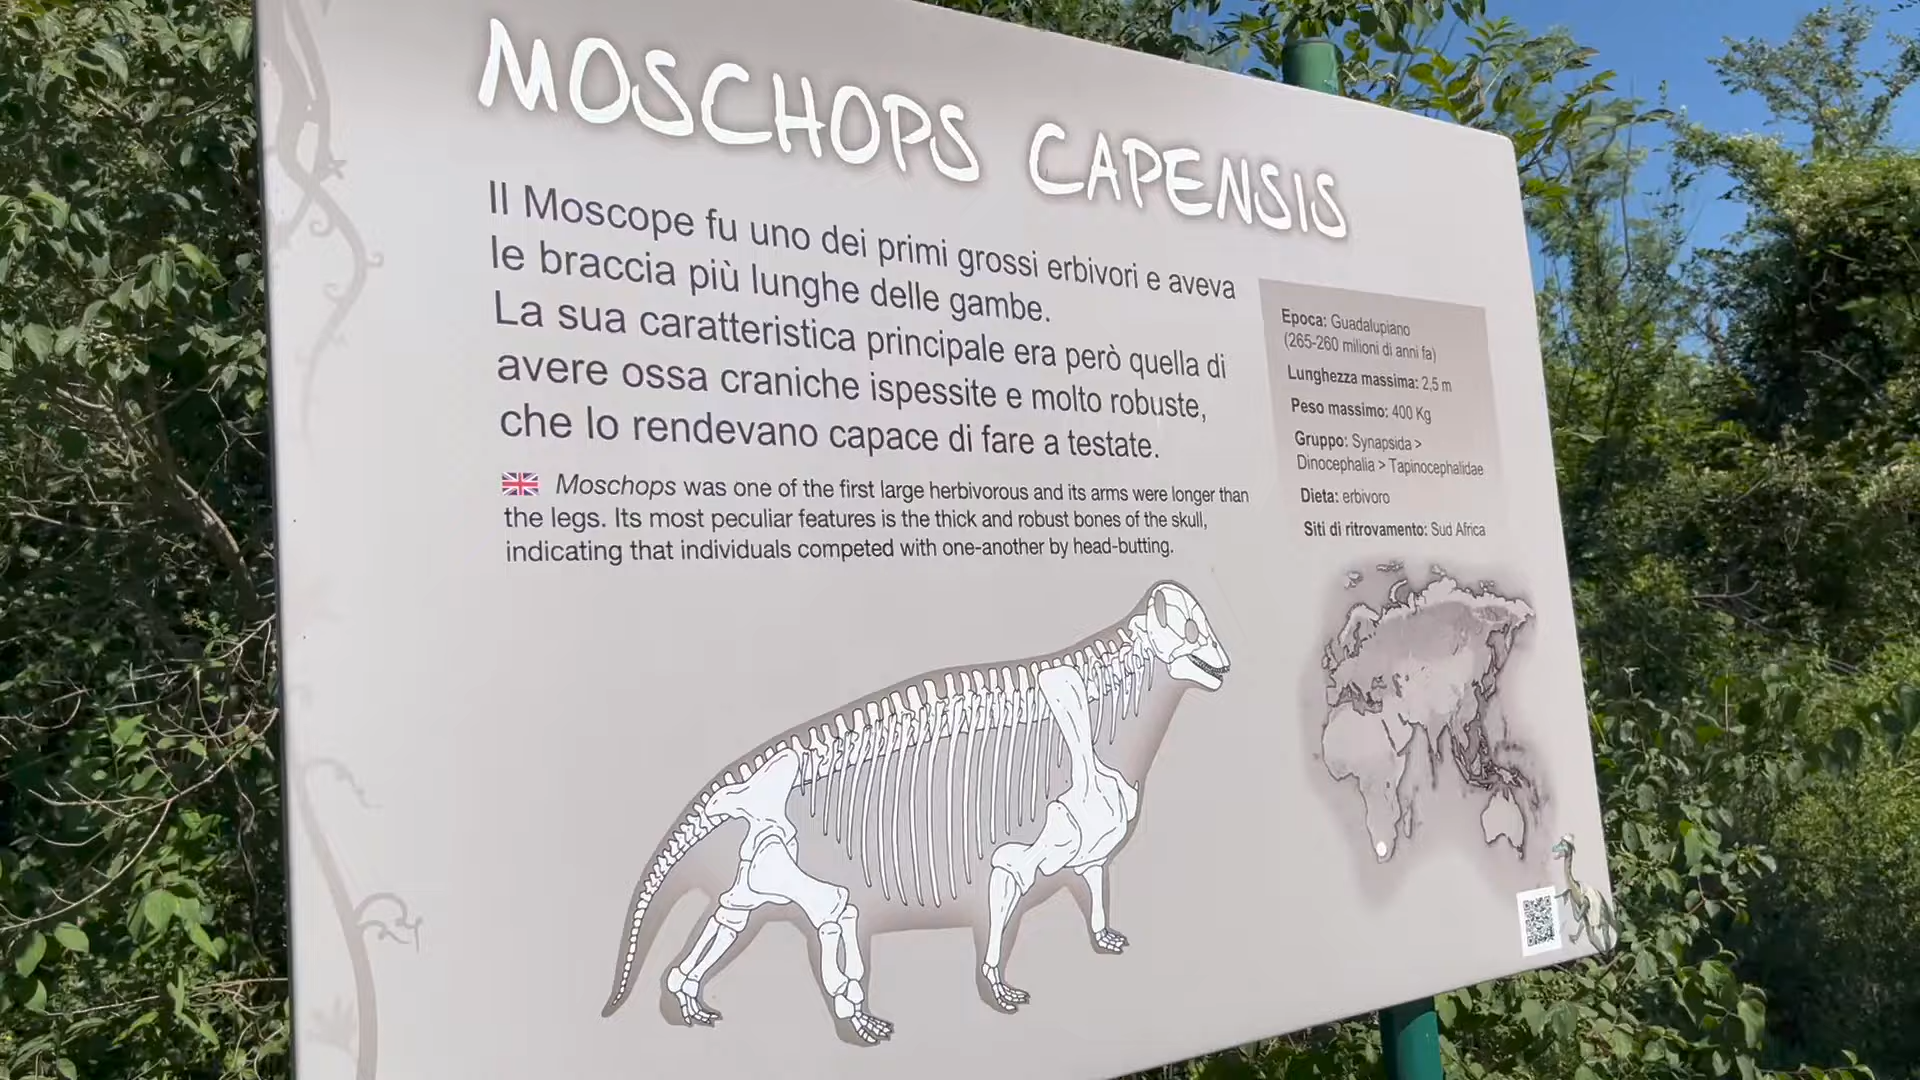 MOSCHOPS CAPENSIS
Il Moscope fu uno dei primi grossi erbivori e aveva
le braccia più lunghe delle gambe.
La sua caratteristica principale era però quella di
avere ossa craniche ispessite e molto robuste,
che lo rendevano capace di fare a testate.
Moschops was one of the first large herbivorous and its arms were longer than
the legs. Its most peculiar features is the thick and robust bones of the skull,
indicating that individuals competed with one-another by head-butting.
Epoca: Guadalupiano
(265-260 milioni di anni fa)
Lunghezza massima: 2,5 m
Peso massimo: 400 Kg
Gruppo: Synapsida >
Dinocephalia > Tapinocephalidae
Dieta: erbivoro
Siti di ritrovamento: Sud Africa